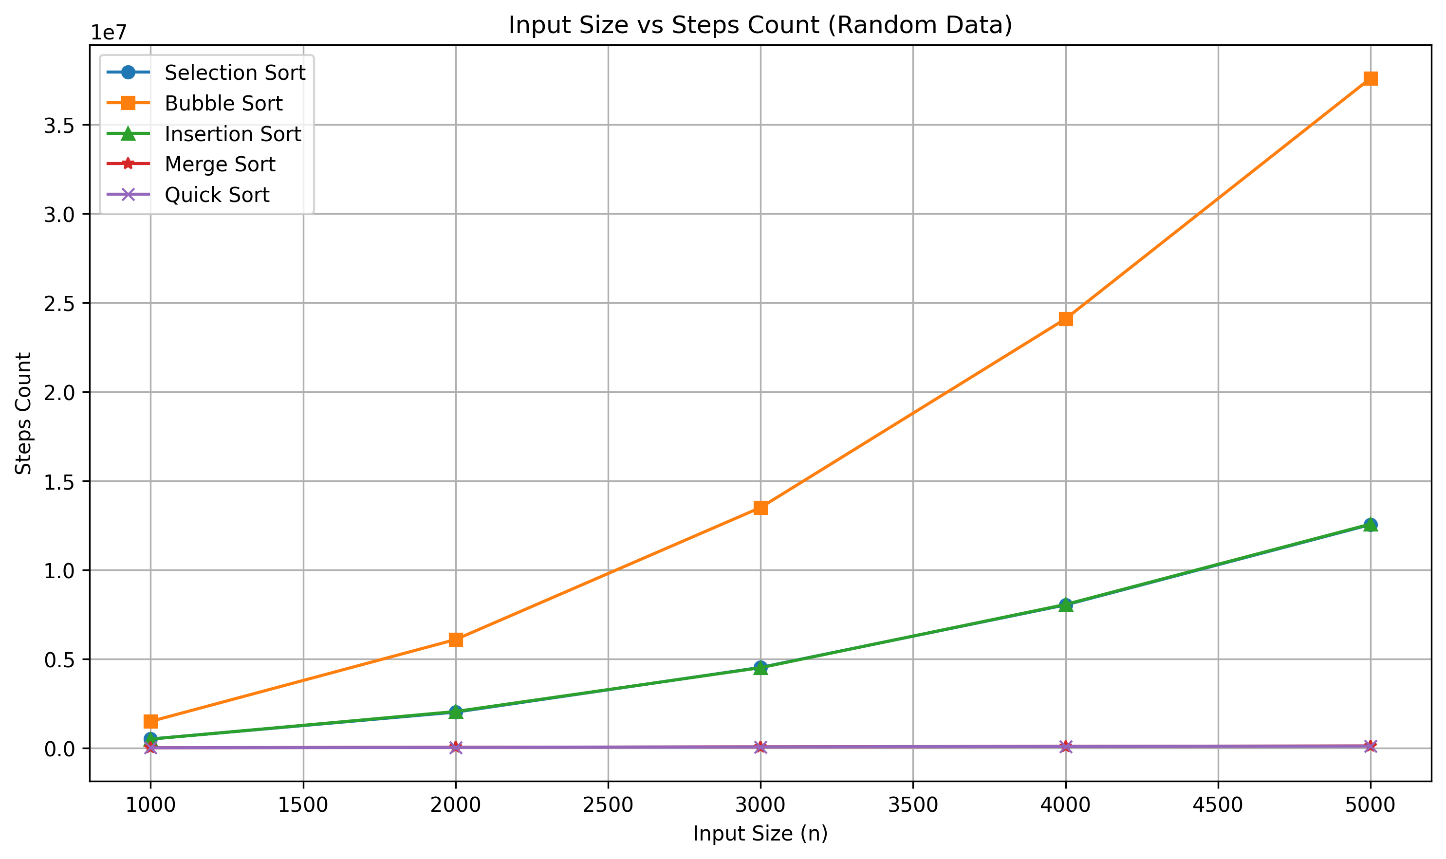 Input Size vs Steps Count (Random Data)
1e7
Selection Sort
Bubble Sort
Insertion Sort
Merge Sort
Quick Sort
3.5
3.0
2.5
2.0
1.5
1.0
0.5
0.0
Steps Count
1000 1500 2000 2500 3000 3500 4000 4500 5000
Input Size (n)